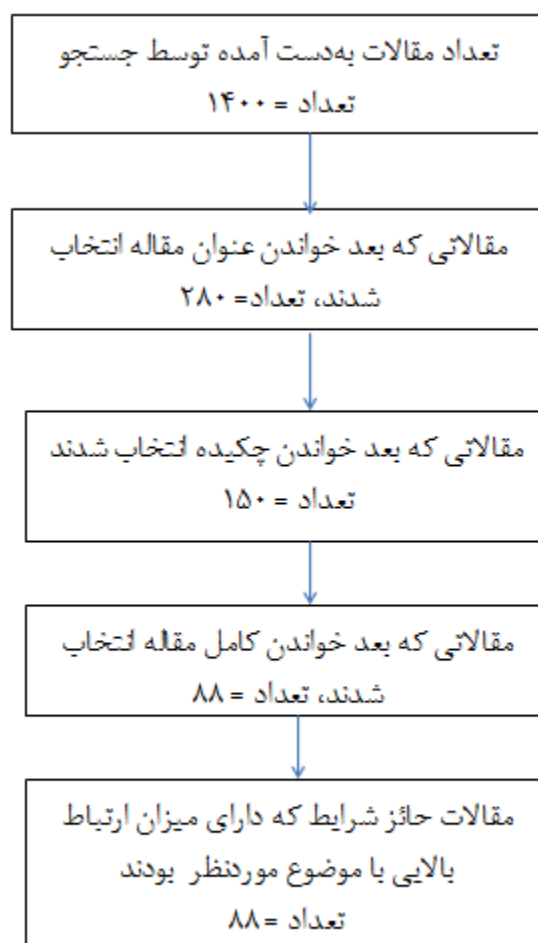 تعداد مقالات به‌دست آمده توسط جستجو
تعداد = ۱۴۰۰
مقالاتی که بعد خواندن عنوان مقاله انتخاب
شدند، تعداد= ۲۸۰
مقالاتی که بعد خواندن چکیده انتخاب شدند
تعداد = ۱۵۰
مقالاتی که بعد خواندن کامل مقاله انتخاب
شدند، تعداد = ۸۸
مقالات حائز شرایط که دارای میزان ارتباط
بالایی با موضوع موردنظر بودند
تعداد = ۸۸